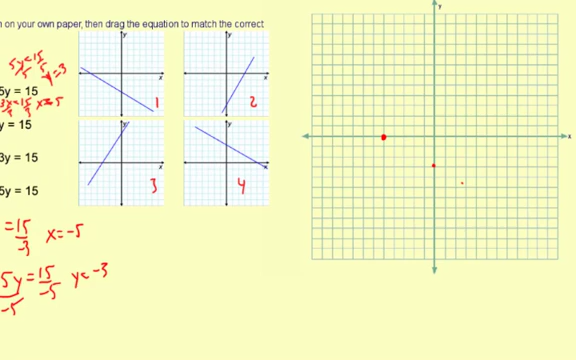 n on your own paper, then drag the equation to match the correct
5y=15
5 5
y=3
5y = 15
3x=15 x=5
3 3
y = 15
3y = 15
5y = 15
= 15 x=-5
-3
5y = 15 y=-3
-5 -5
y
x
1
y
x
2
y
x
3
y
x
4
y
x